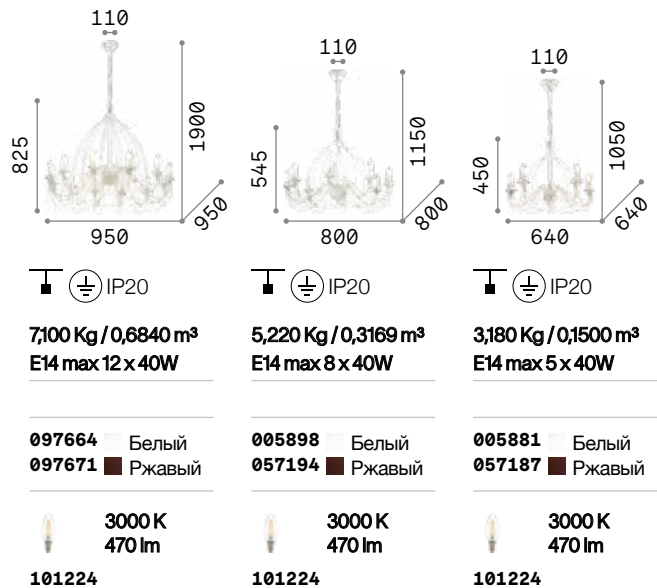 110
825
1900
950
950
IP20
7,100 Kg / 0,6840 m³
E14 max 12 x 40W
097664 Белый
097671 Ржавый
3000 K
470 lm
101224
110
545
1150
800
800
IP20
5,220 Kg / 0,3169 m³
E14 max 8 x 40W
005898 Белый
057194 Ржавый
3000 K
470 lm
101224
110
450
1050
640
640
IP20
3,180 Kg / 0,1500 m³
E14 max 5 x 40W
005881 Белый
057187 Ржавый
3000 K
470 lm
101224